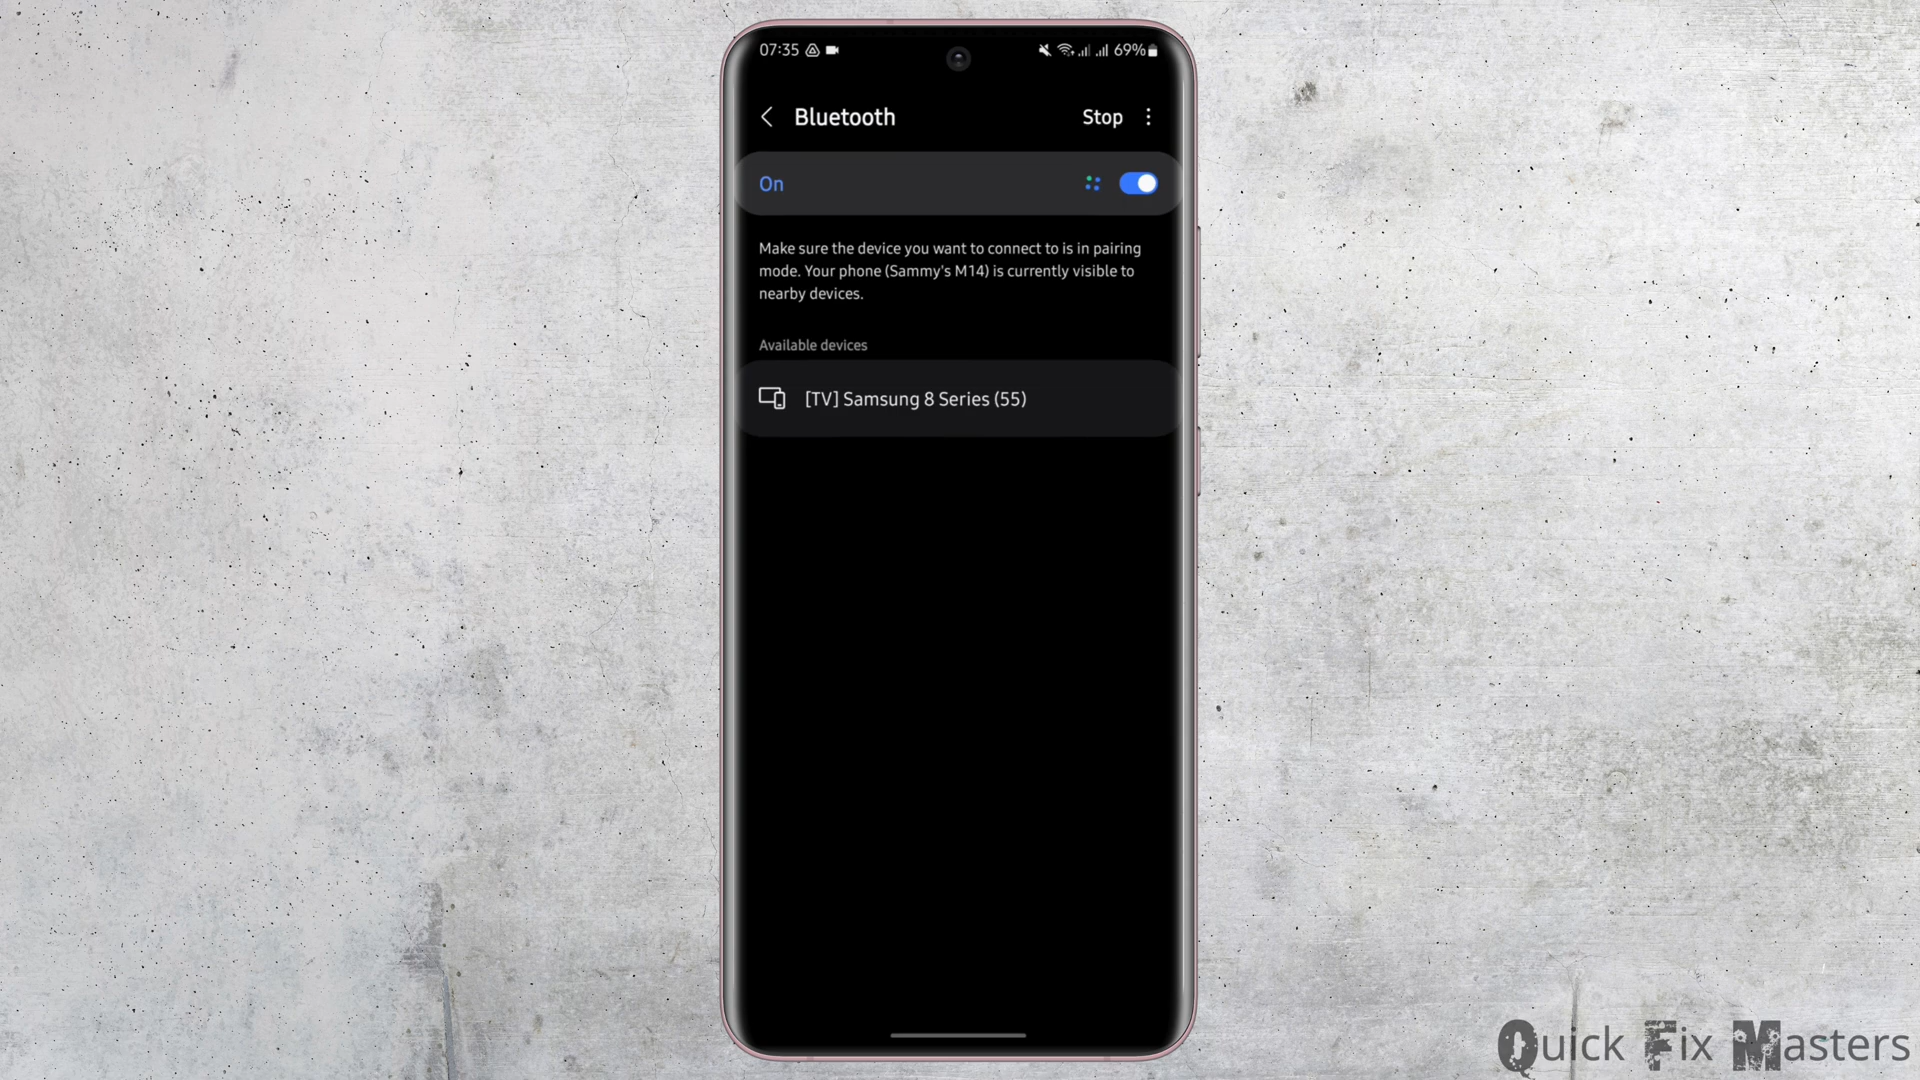 07:35
69%
Bluetooth
Stop
On
Make sure the device you want to connect to is in pairing
mode. Your phone (Sammy's M14) is currently visible to
nearby devices.
Available devices
[TV] Samsung 8 Series (55)
Quick Fix Masters